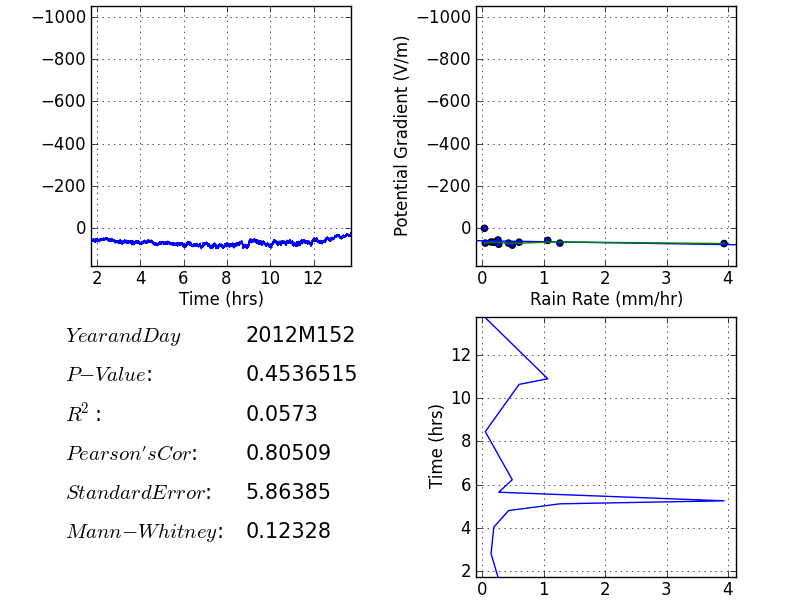 −1000
−800
−600
−400
−200
0
2 4 6 8 10 12
Time (hrs)
Potential Gradient (V/m)
−1000
−800
−600
−400
−200
0
0 1 2 3 4
Rain Rate (mm/hr)
YearandDay 2012M152
P−Value: 0.4536515
R² : 0.0573
Pearson'sCor: 0.80509
StandardError: 5.86385
Mann−Whitney: 0.12328
Time (hrs)
12
10
8
6
4
2
0 1 2 3 4